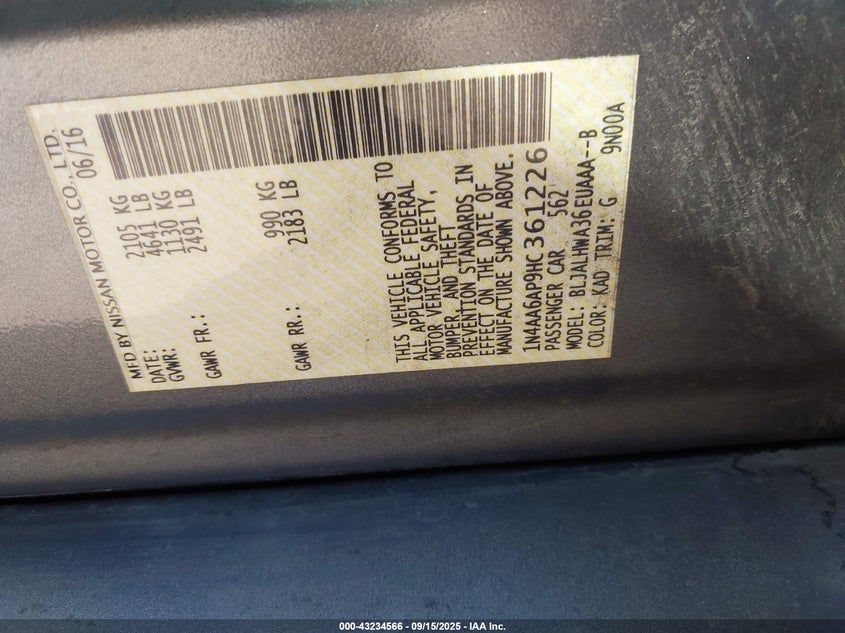 MFD BY NISSAN MOTOR CO., LTD.
DATE: 06/16
GVWR: 2105 KG
4641 LB
GAWR FR.: 1130 KG
2491 LB
GAWR RR.: 990 KG
2183 LB
THIS VEHICLE CONFORMS TO
ALL APPLICABLE FEDERAL
MOTOR VEHICLE SAFETY,
BUMPER, AND THEFT
PREVENTION STANDARDS IN
EFFECT ON THE DATE OF
MANUFACTURE SHOWN ABOVE.
1N4AA6AP9HC361226
PASSENGER CAR 562
MODEL: BLJALHWA36EUAAA--B
COLOR: KAD TRIM: G 9N00A
000-43234566 - 09/15/2025 - IAA Inc.